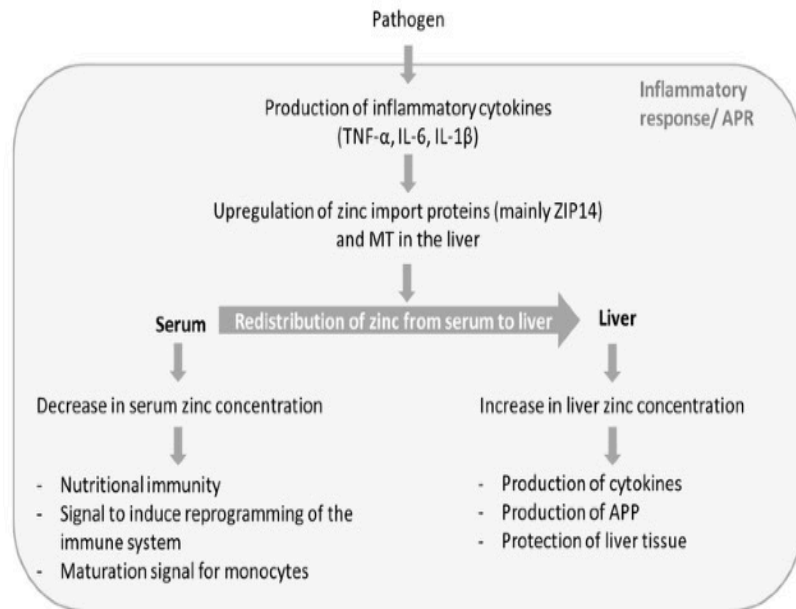 Pathogen
Inflammatory
response/ APR
Production of inflammatory cytokines
(TNF-α, IL-6, IL-1β)
Upregulation of zinc import proteins (mainly ZIP14)
and MT in the liver
Serum
Redistribution of zinc from serum to liver
Liver
Decrease in serum zinc concentration
Increase in liver zinc concentration
- Nutritional immunity
- Signal to induce reprogramming of the
immune system
- Maturation signal for monocytes
- Production of cytokines
- Production of APP
- Protection of liver tissue